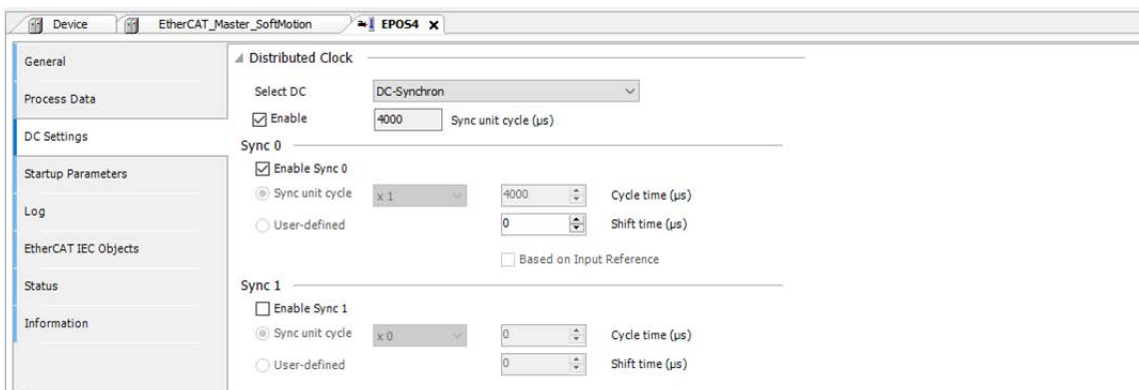 Device EtherCAT_Master_SoftMotion EPOS4 X
General
Process Data
DC Settings
Startup Parameters
Log
EtherCAT IEC Objects
Status
Information
Distributed Clock
Select DC DC-Synchron
Enable 4000 Sync unit cycle (µs)
Sync 0
Enable Sync 0
Sync unit cycle x 1 4000 Cycle time (µs)
User-defined 0 Shift time (µs)
Based on Input Reference
Sync 1
Enable Sync 1
Sync unit cycle x 0 0 Cycle time (µs)
User-defined 0 Shift time (µs)